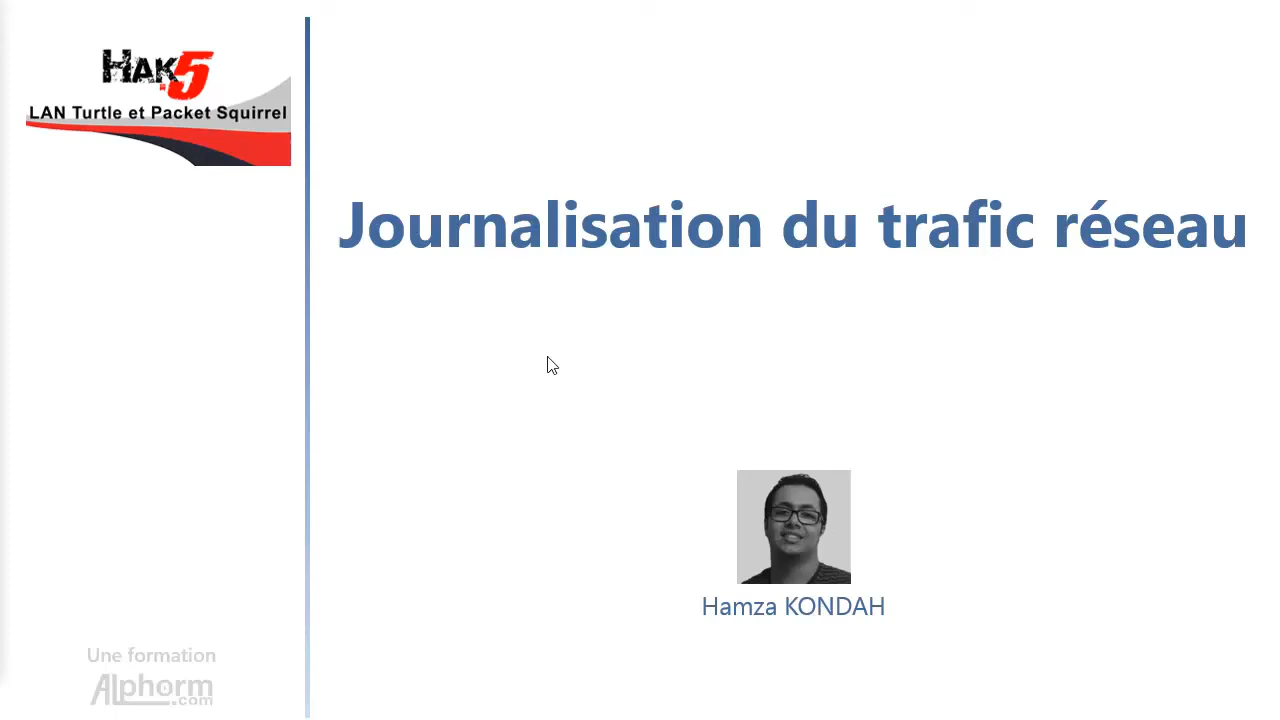 HAK5
LAN Turtle et Packet Squirrel
Journalisation du trafic réseau
Hamza KONDAH
Une formation
Alphorm
.com